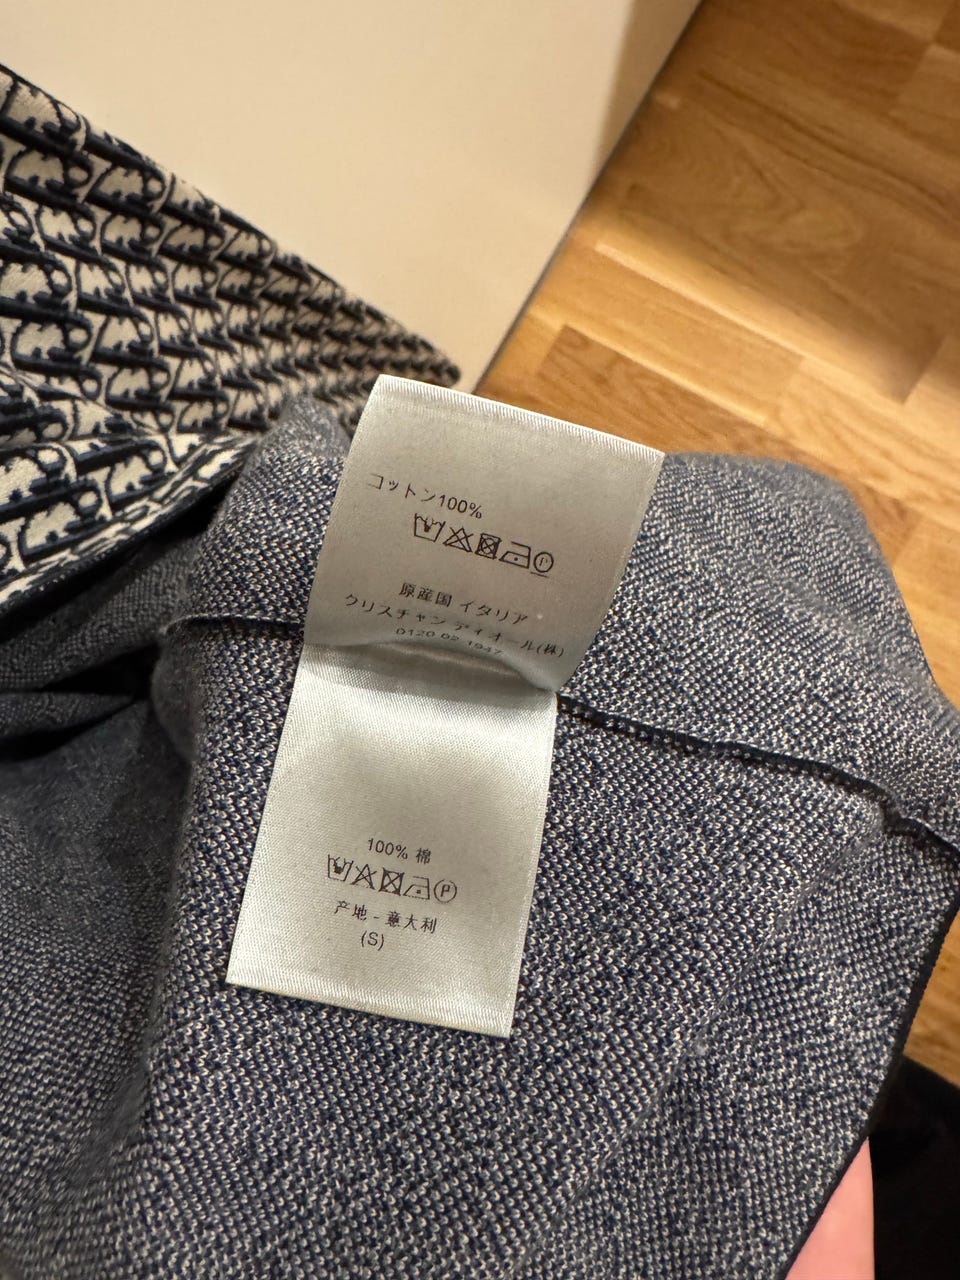 コットン100%
原産国 イタリア
クリスチャン ディオール(株)
0120 02 1947
100% 棉
产地 - 意大利
(S)